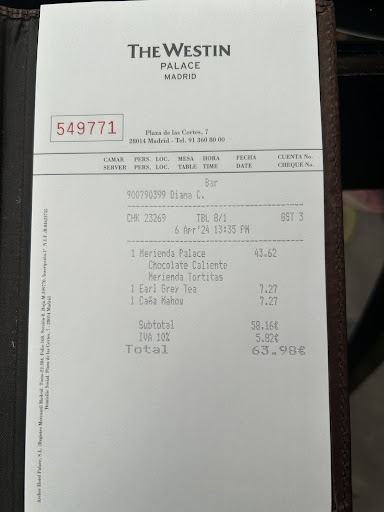 THE WESTIN
PALACE
MADRID
549771
Plaza de las Cortes, 7
28014 Madrid - Tel. 91 360 80 00
CAMAR PERS. LOC. MESA HORA FECHA CUENTA No.
SERVER PERS. LOC. TABLE TIME DATE CHEQUE No.
Bar
900790399 Diana C.
CHK 23269 TBL 8/1 GST 3
6 Apr'24 13:35 PM
1 Merienda Palace 43.62
Chocolate Caliente
Merienda Tortitas
1 Earl Grey Tea 7.27
1 Caña Mahou 7.27
Subtotal 58.16€
IVA 10% 5.82€
Total 63.98€